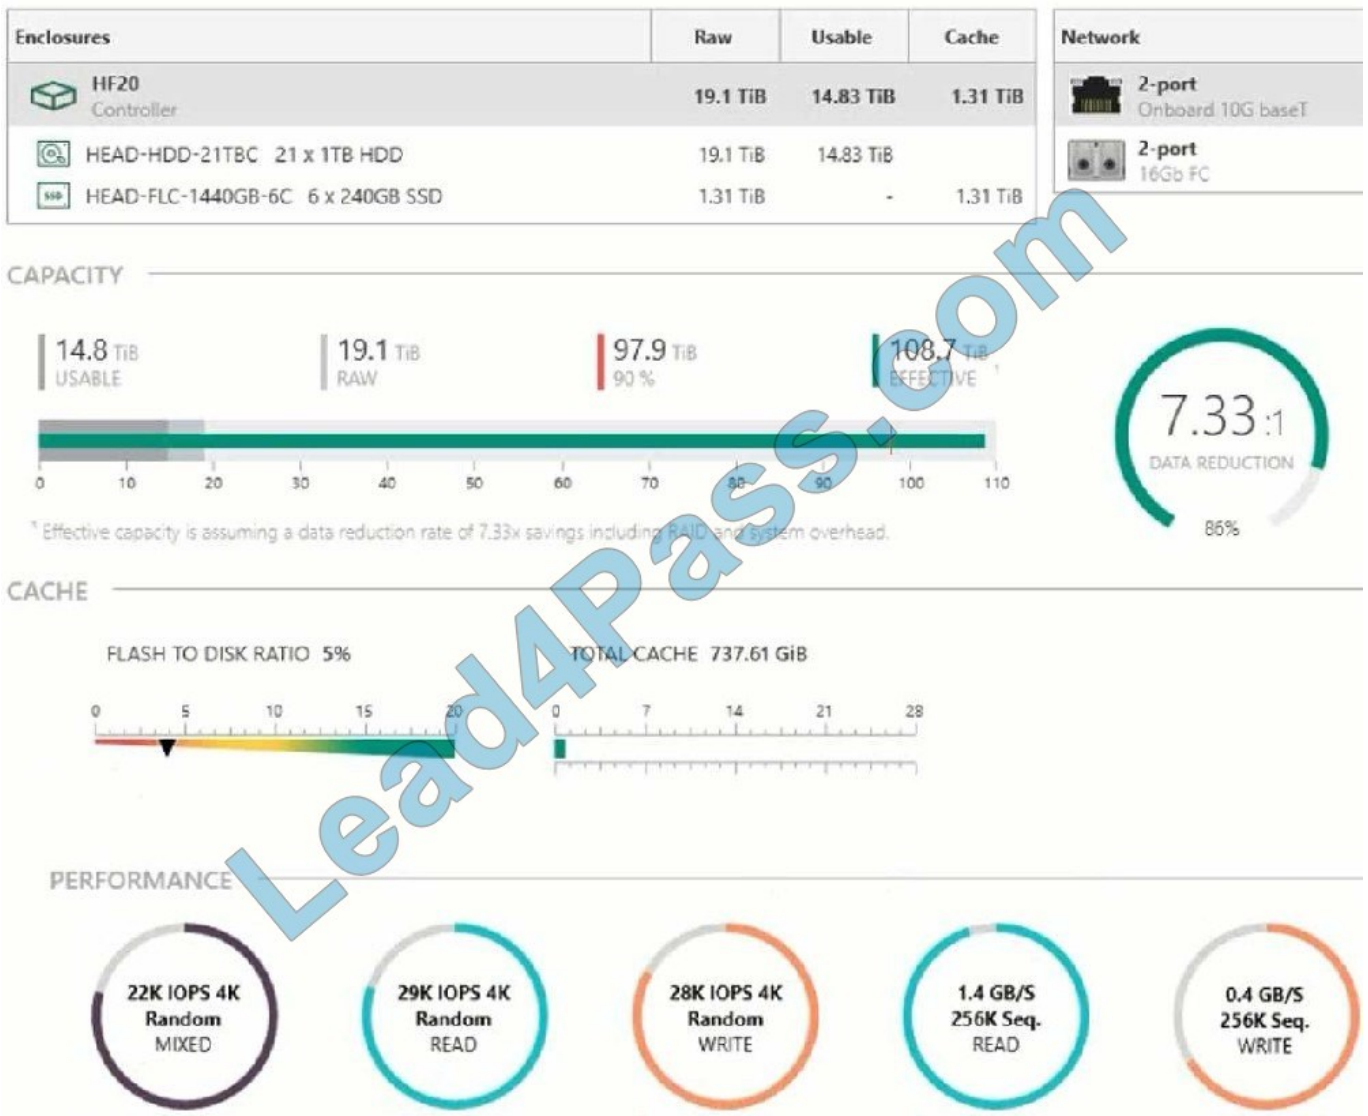 Enclosures Raw Usable Cache
HF20 19.1 TiB 14.83 TiB 1.31 TiB
Controller
HEAD-HDD-21TBC 21 x 1TB HDD 19.1 TiB 14.83 TiB
SSD HEAD-FLC-1440GB-6C 6 x 240GB SSD 1.31 TiB - 1.31 TiB
Network
2-port
Onboard 10G baseT
2-port
16Gb FC
CAPACITY
14.8 TiB 19.1 TiB 97.9 TiB 108.7 TiB
USABLE RAW 90 % EFFECTIVE 1
0 10 20 30 40 50 60 70 80 90 100 110
7.33 :1
DATA REDUCTION
86%
1 Effective capacity is assuming a data reduction rate of 7.33x savings including RAID and system overhead.
CACHE
FLASH TO DISK RATIO 5% TOTAL CACHE 737.61 GiB
0 5 10 15 20
0 7 14 21 28
PERFORMANCE
22K IOPS 4K
Random
MIXED
29K IOPS 4K
Random
READ
28K IOPS 4K
Random
WRITE
1.4 GB/S
256K Seq.
READ
0.4 GB/S
256K Seq.
WRITE
Lead4Pass.com